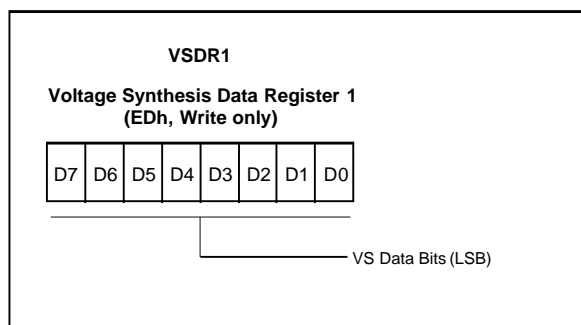 VSDR1
Voltage Synthesis Data Register 1
(EDh, Write only)
D7 D6 D5 D4 D3 D2 D1 D0
VS Data Bits (LSB)